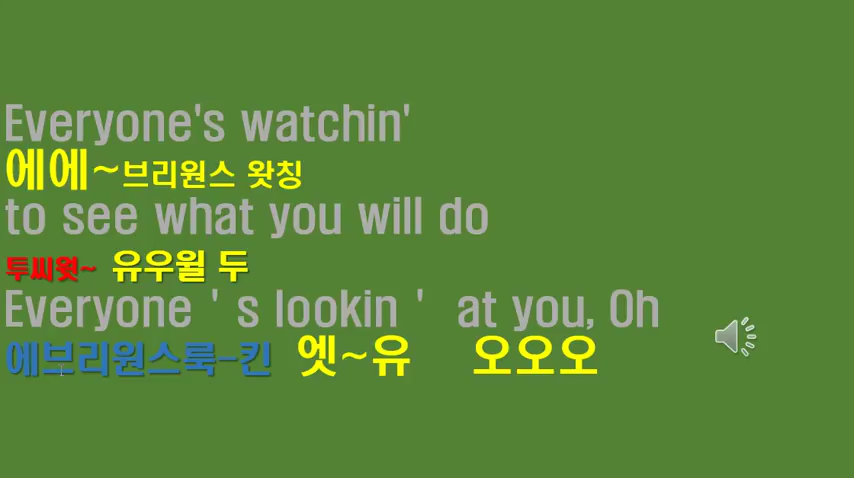 Everyone's watchin'
에에~브리원스 왓칭
to see what you will do
투씨왓~ 유우윌 두
Everyone ' s lookin ' at you, Oh
에브리원스룩-킨 엣~유 오오오